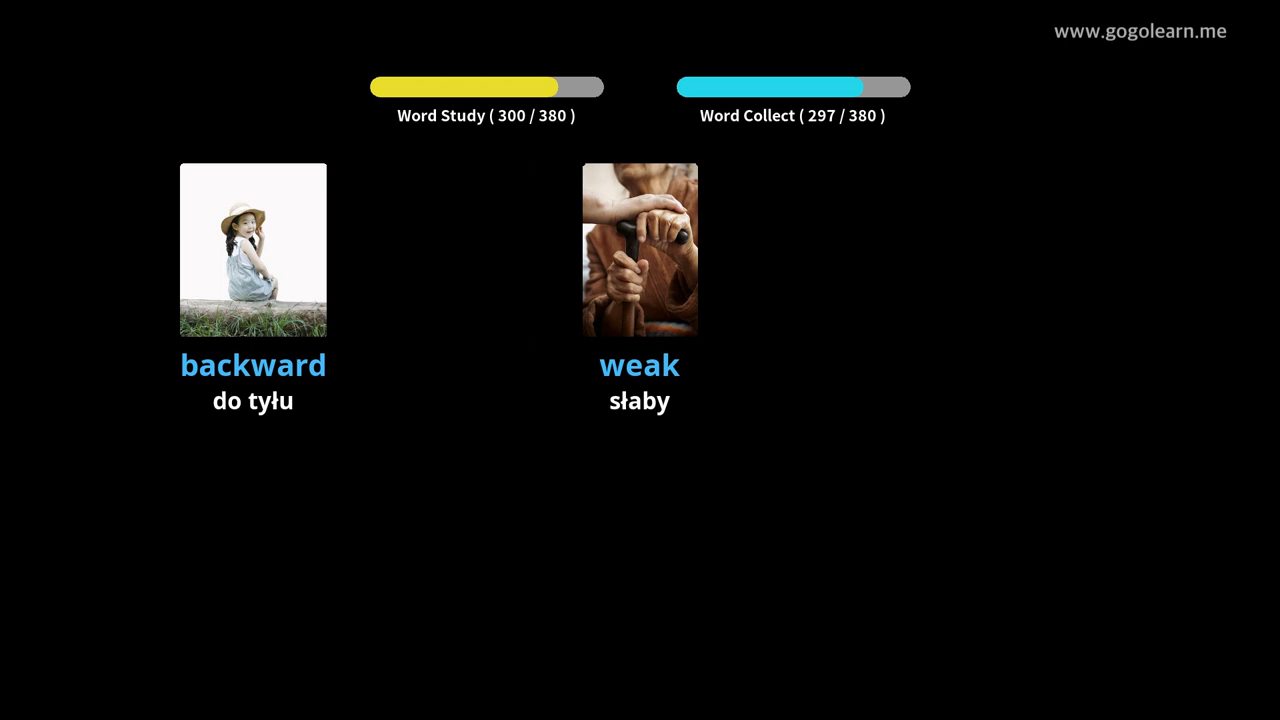 www.gogolearn.me
Word Study ( 300 / 380 )
Word Collect ( 297 / 380 )
backward
do tyłu
weak
słaby